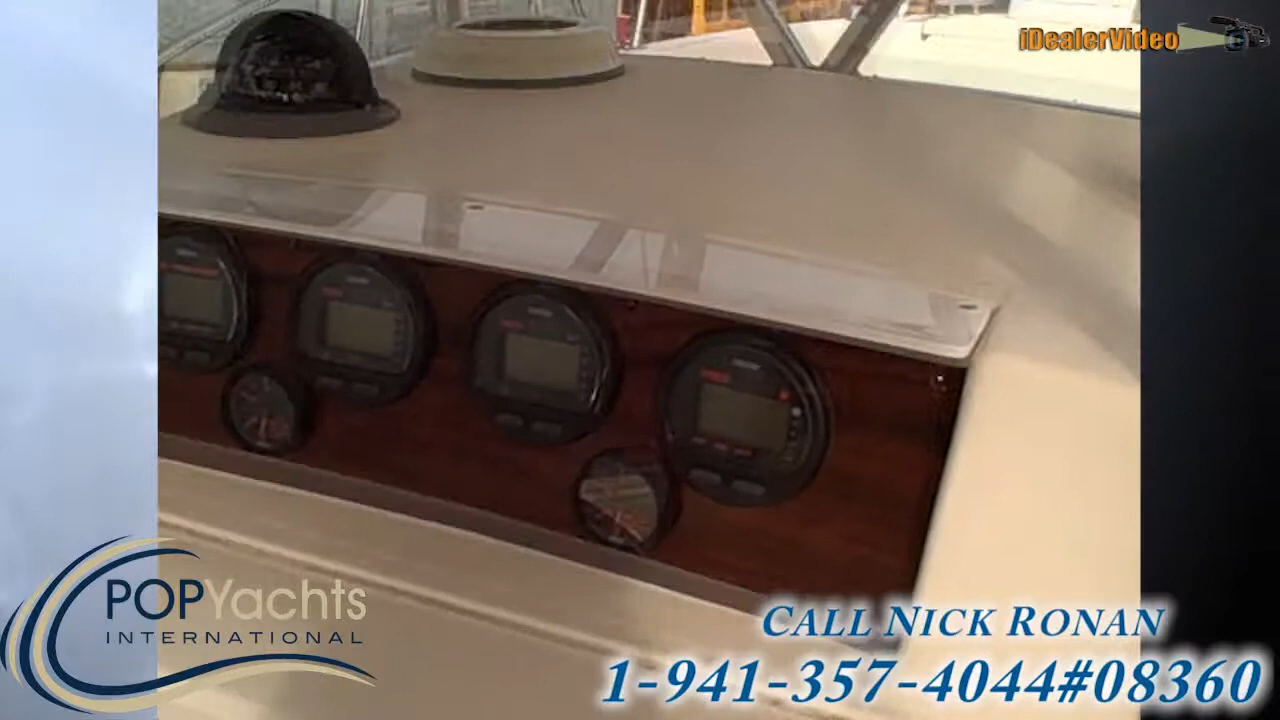 iDealerVideo
POPYachts
INTERNATIONAL
CALL NICK RONAN
1-941-357-4044#08360